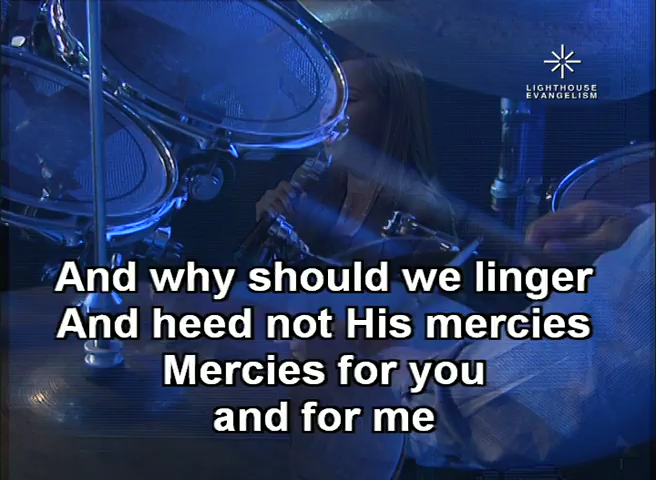 LIGHTHOUSE
EVANGELISM
And why should we linger
And heed not His mercies
Mercies for you
and for me